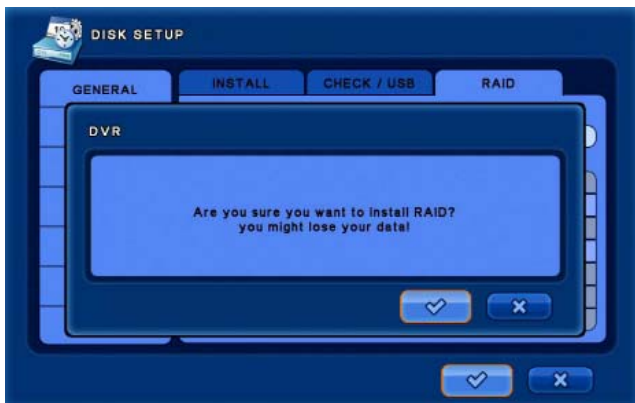 DISK SETUP
GENERAL
INSTALL
CHECK / USB
RAID
DVR
Are you sure you want to install RAID?
you might lose your data!